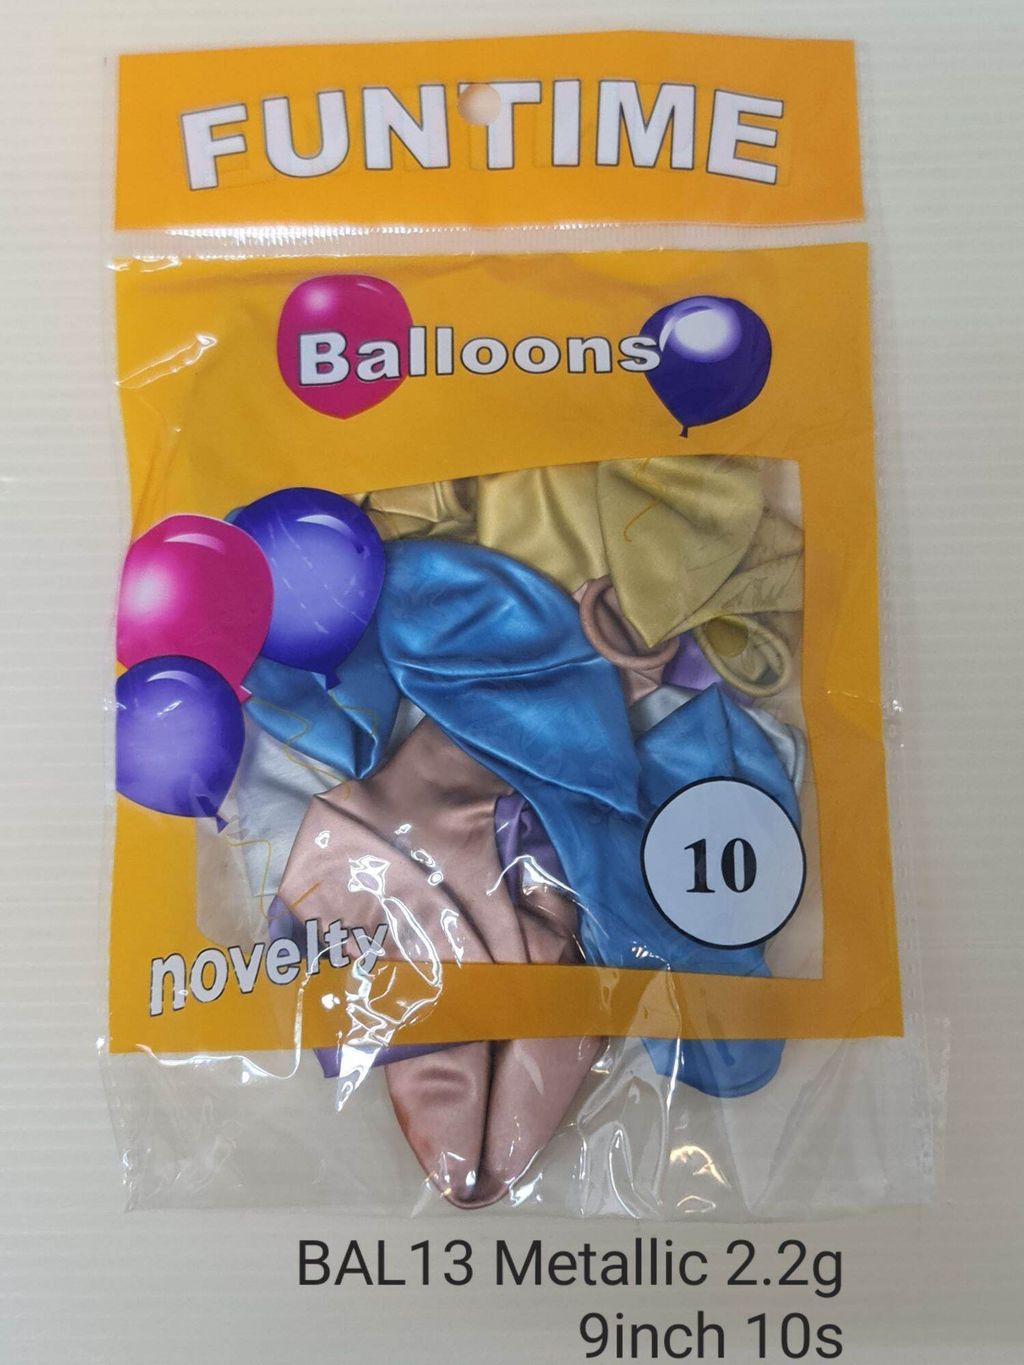 FUNTIME
Balloons
10
novelty
BAL13 Metallic 2.2g
9inch 10s